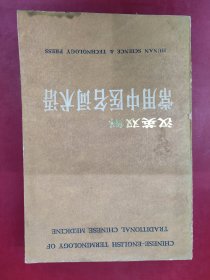 CHINESE-ENGLISH TERMINOLOGY OF
TRADITIONAL CHINESE MEDICINE
汉英双解
常用中医名词术语
HUNAN SCIENCE & TECHNOLOGY PRESS